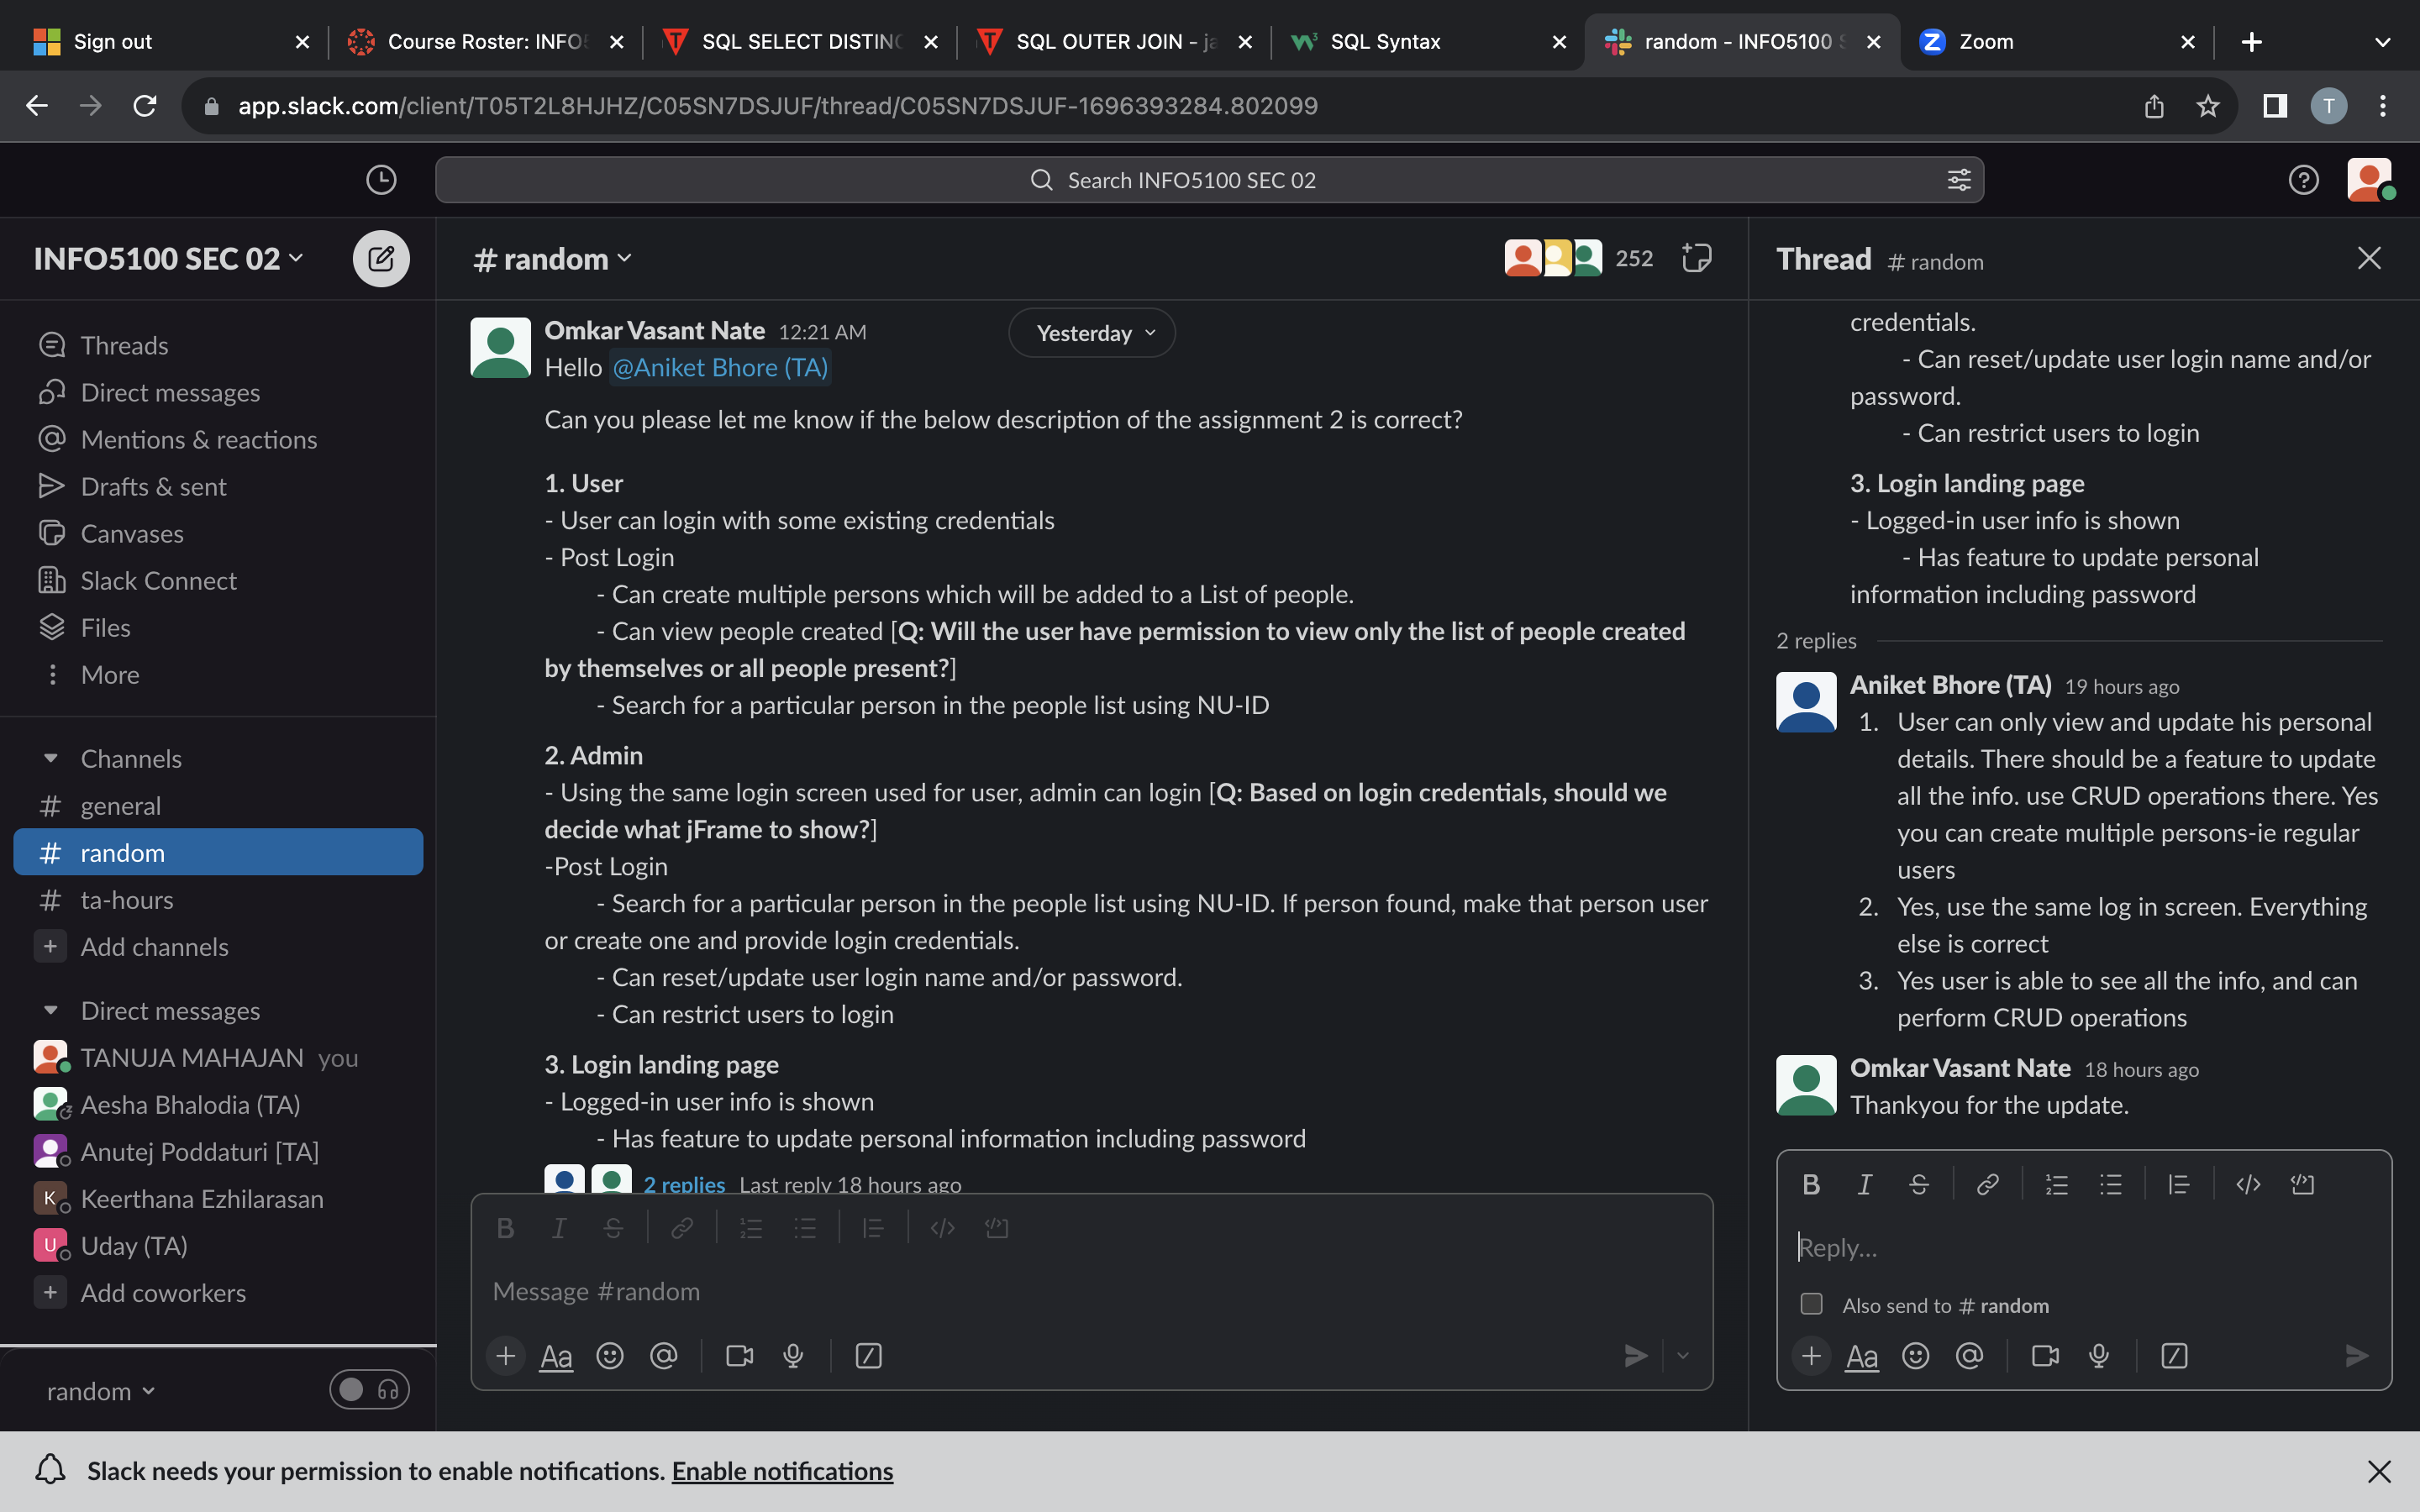 Sign out
Course Roster: INFO
SQL SELECT DISTINC
SQL OUTER JOIN - ja
SQL Syntax
random - INFO5100 S
Zoom
app.slack.com/client/T05T2L8HJHZ/C05SN7DSJUF/thread/C05SN7DSJUF-1696393284.802099
T
Search INFO5100 SEC 02
INFO5100 SEC 02
Threads
Direct messages
Mentions & reactions
Drafts & sent
Canvases
Slack Connect
Files
More
Channels
# general
# random
# ta-hours
+ Add channels
Direct messages
TANUJA MAHAJAN you
Aesha Bhalodia (TA)
Anutej Poddaturi [TA]
K Keerthana Ezhilarasan
U Uday (TA)
+ Add coworkers
random
# random
252
Yesterday
Omkar Vasant Nate 12:21 AM
Hello @Aniket Bhore (TA)
Can you please let me know if the below description of the assignment 2 is correct?
1. User
- User can login with some existing credentials
- Post Login
- Can create multiple persons which will be added to a List of people.
- Can view people created [Q: Will the user have permission to view only the list of people created
by themselves or all people present?]
- Search for a particular person in the people list using NU-ID
2. Admin
- Using the same login screen used for user, admin can login [Q: Based on login credentials, should we
decide what jFrame to show?]
-Post Login
- Search for a particular person in the people list using NU-ID. If person found, make that person user
or create one and provide login credentials.
- Can reset/update user login name and/or password.
- Can restrict users to login
3. Login landing page
- Logged-in user info is shown
- Has feature to update personal information including password
2 replies Last reply 18 hours ago
Message #random
Aa
Thread # random
credentials.
- Can reset/update user login name and/or
password.
- Can restrict users to login
3. Login landing page
- Logged-in user info is shown
- Has feature to update personal
information including password
2 replies
Aniket Bhore (TA) 19 hours ago
1. User can only view and update his personal
details. There should be a feature to update
all the info. use CRUD operations there. Yes
you can create multiple persons-ie regular
users
2. Yes, use the same log in screen. Everything
else is correct
3. Yes user is able to see all the info, and can
perform CRUD operations
Omkar Vasant Nate 18 hours ago
Thankyou for the update.
Reply...
Also send to # random
Aa
Slack needs your permission to enable notifications. Enable notifications